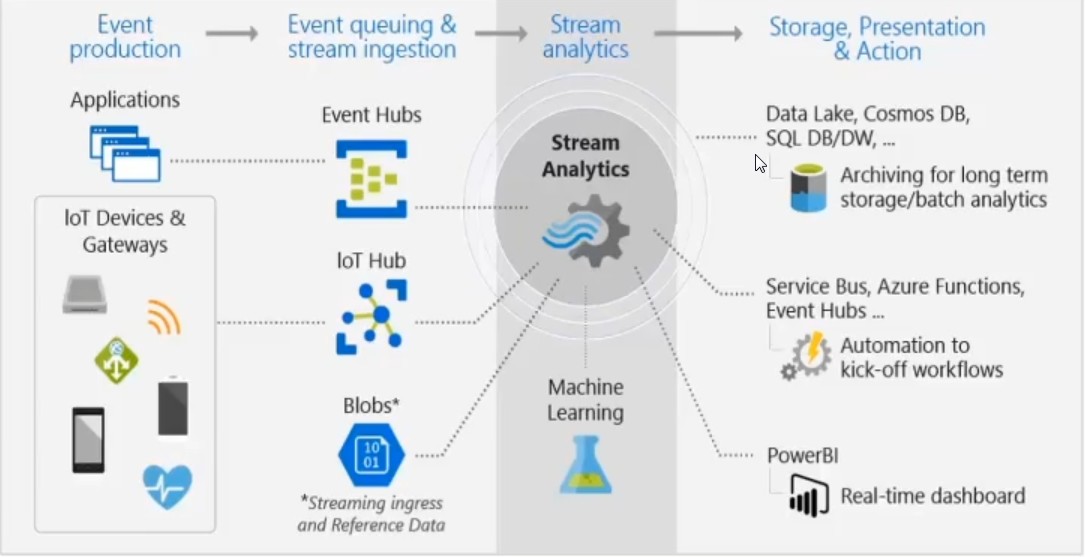 Event
production
Event queuing &
stream ingestion
Stream
analytics
Storage, Presentation
& Action
Applications
IoT Devices &
Gateways
Event Hubs
IoT Hub
Blobs*
10
01
*Streaming ingress
and Reference Data
Stream
Analytics
Machine
Learning
Data Lake, Cosmos DB,
SQL DB/DW, ...
Archiving for long term
storage/batch analytics
Service Bus, Azure Functions,
Event Hubs ...
Automation to
kick-off workflows
PowerBI
Real-time dashboard